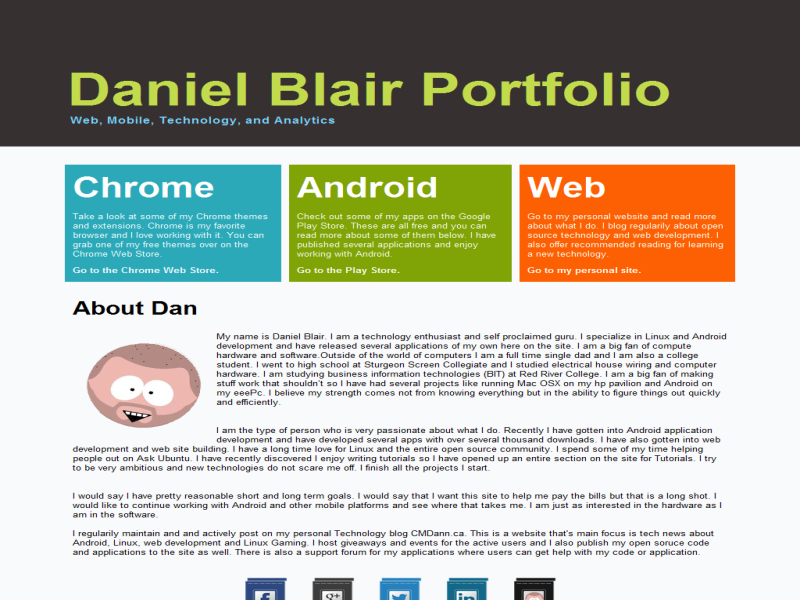 Daniel Blair Portfolio
Web, Mobile, Technology, and Analytics
Chrome
Take a look at some of my Chrome themes
and extensions. Chrome is my favorite
browser and I love working with it. You can
grab one of my free themes over on the
Chrome Web Store.
Go to the Chrome Web Store.
Android
Check out some of my apps on the Google
Play Store. These are all free and you can
read more about some of them below. I have
published several applications and enjoy
working with Android.
Go to the Play Store.
Web
Go to my personal website and read more
about what I do. I blog regularily about open
source technology and web development. I
also offer recommended reading for learning
a new technology.
Go to my personal site.
About Dan
My name is Daniel Blair. I am a technology enthusiast and self proclaimed guru. I specialize in Linux and Android
development and have released several applications of my own here on the site. I am a big fan of compute
hardware and software.Outside of the world of computers I am a full time single dad and I am also a college
student. I went to high school at Sturgeon Screen Collegiate and I studied electrical house wiring and computer
hardware. I am studying business information technologies (BIT) at Red River College. I am a big fan of making
stuff work that shouldn't so I have had several projects like running Mac OSX on my hp pavilion and Android on
my eeePc. I believe my strength comes not from knowing everything but in the ability to figure things out quickly
and efficiently.
I am the type of person who is very passionate about what I do. Recently I have gotten into Android application
development and have developed several apps with over several thousand downloads. I have also gotten into web
development and web site building. I have a long time love for Linux and the entire open source community. I spend some of my time helping
people out on Ask Ubuntu. I have recently discovered I enjoy writing tutorials so I have opened up an entire section on the site for Tutorials. I try
to be very ambitious and new technologies do not scare me off. I finish all the projects I start.
I would say I have pretty reasonable short and long term goals. I would say that I want this site to help me pay the bills but that is a long shot. I
would like to continue working with Android and other mobile platforms and see where that takes me. I am just as interested in the hardware as I
am in the software.
I regularily maintain and and actively post on my personal Technology blog CMDann.ca. This is a website that's main focus is tech news about
Android, Linux, web development and Linux Gaming. I host giveaways and events for the active users and I also publish my open soruce code
and applications to the site as well. There is also a support forum for my applications where users can get help with my code or application.
f g+ in